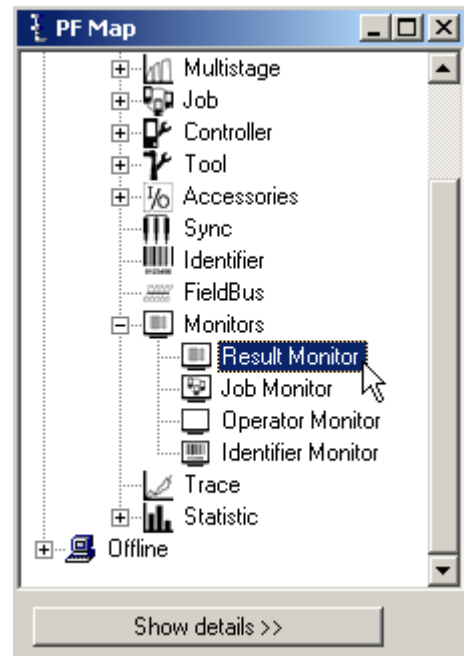 PF Map
Multistage
Job
Controller
Tool
I/o Accessories
Sync
Identifier
FieldBus
Monitors
Result Monitor
Job Monitor
Operator Monitor
Identifier Monitor
Trace
Statistic
Offline
Show details >>